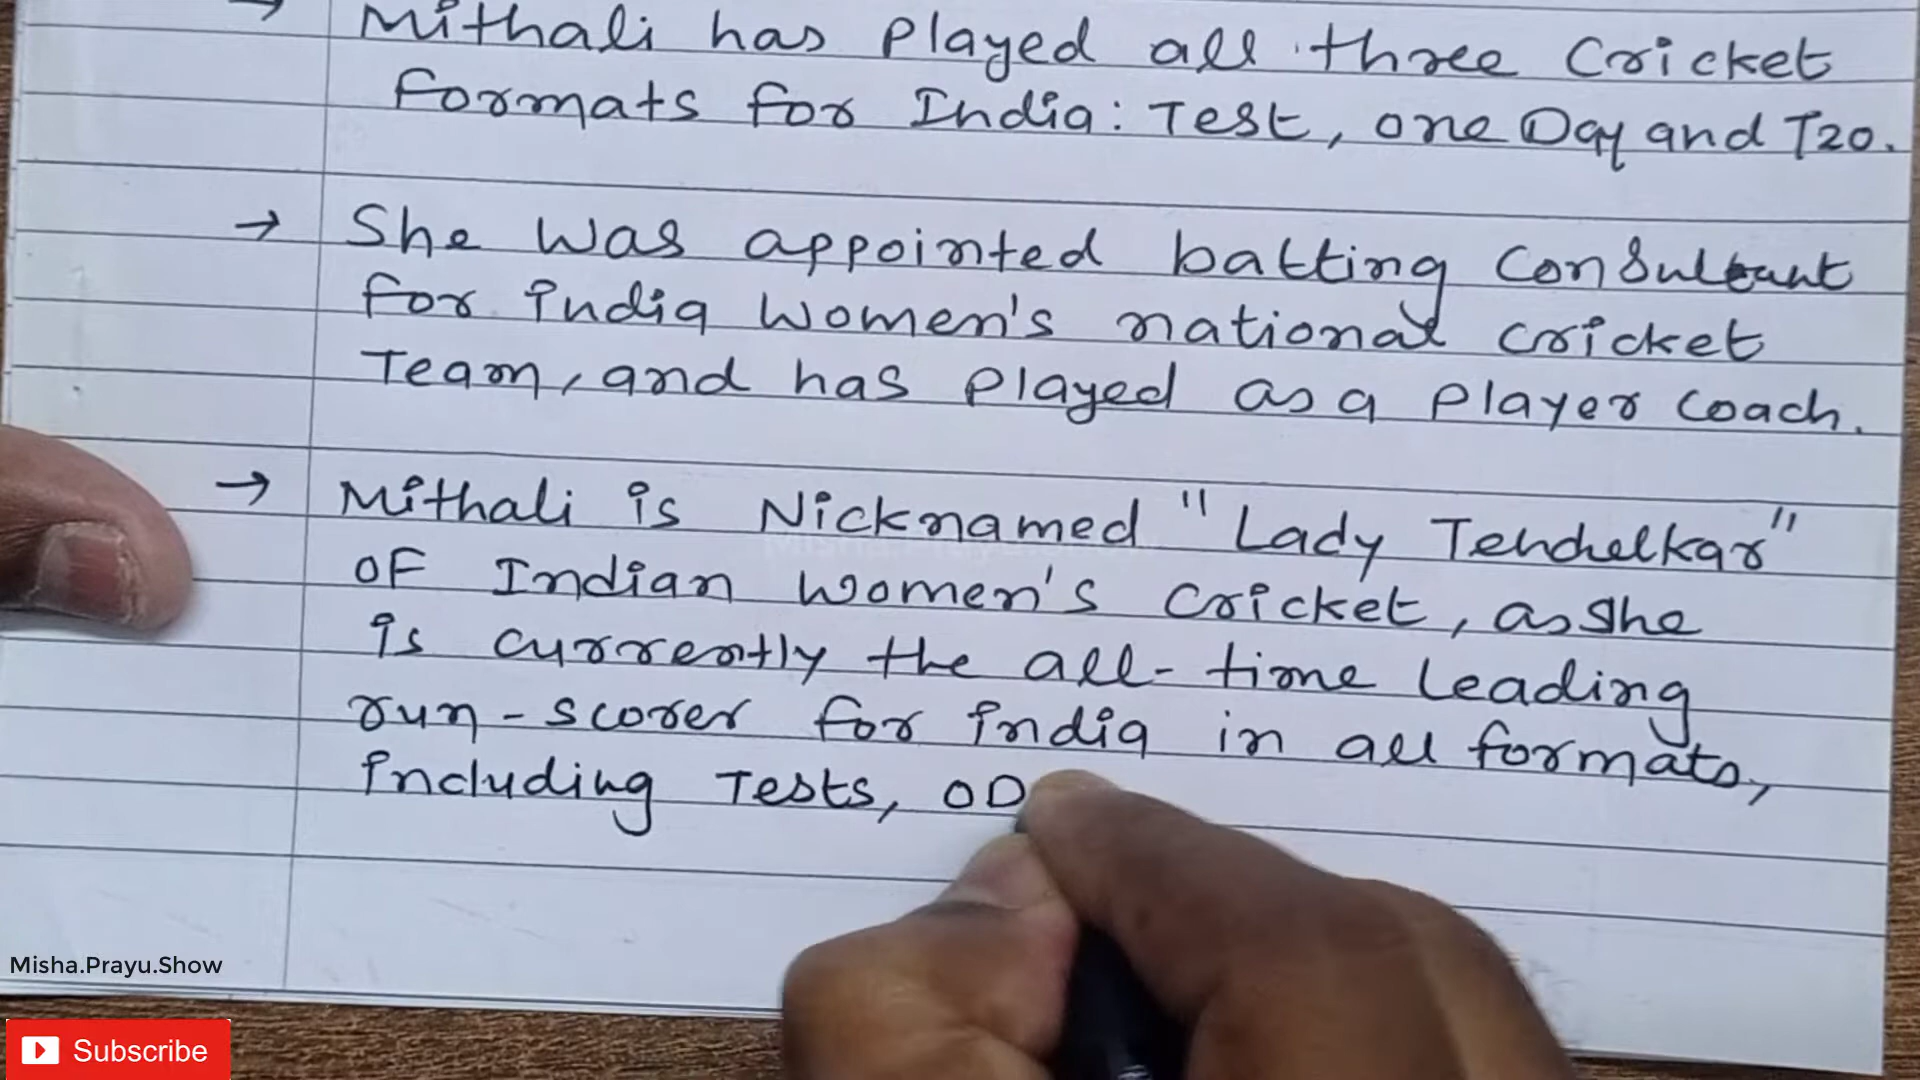 → Mithali has Played all three Cricket
formats for India: Test, one Day and T20.
→ She was appointed batting Consultant
for india Women's national cricket
Team, and has played as a player coach.
→ Mithali is Nicknamed "Lady Tendelkar"
of Indian women's cricket, as she
is currently the all-time leading
run-scorer for india in all formats,
including Tests, OD
Misha.Prayu.Show
Subscribe